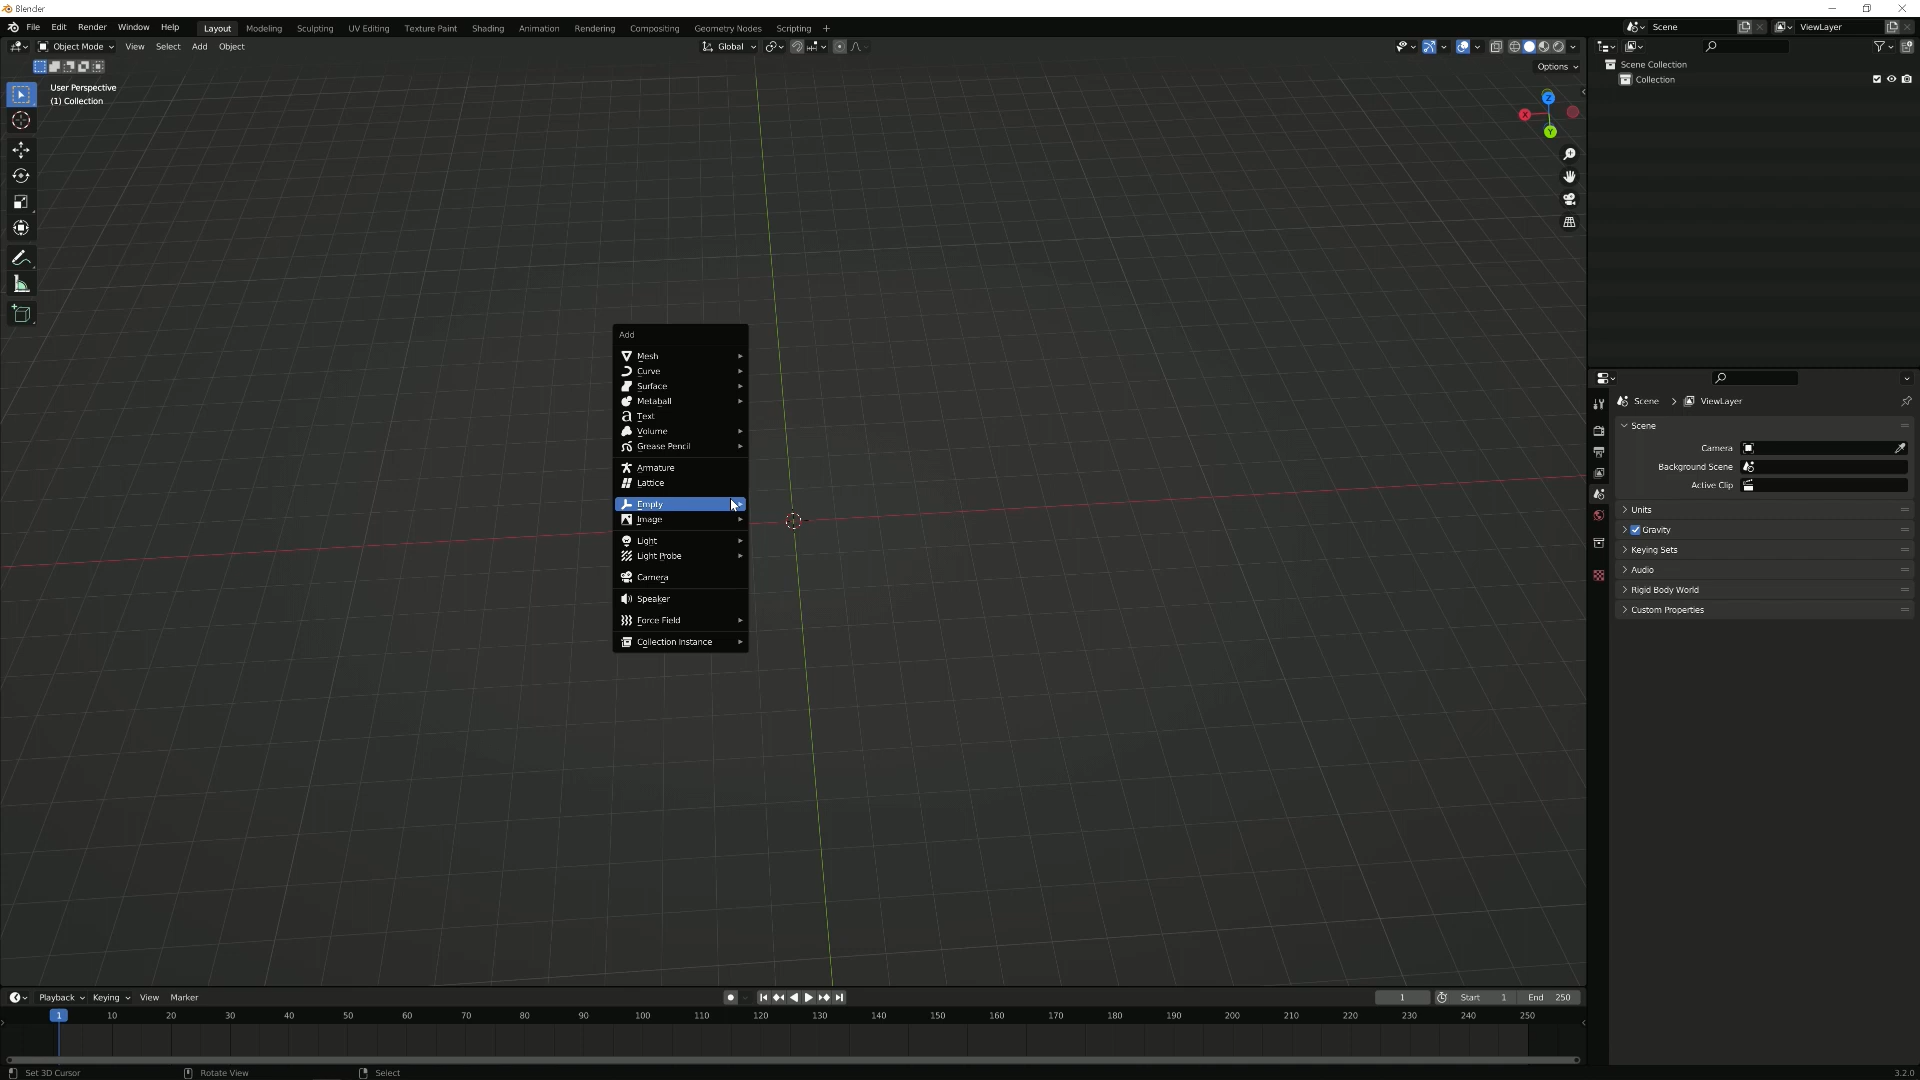 Blender
File Edit Render Window Help Layout Modeling Sculpting UV Editing Texture Paint Shading Animation Rendering Compositing Geometry Nodes Scripting + Scene ViewLayer
Object Mode View Select Add Object Global
Options
User Perspective
(1) Collection
Z
X
Y
Scene Collection
Collection
Add
Mesh
Curve
Surface
Metaball
Text
Volume
Grease Pencil
Armature
Lattice
Empty
Image
Light
Light Probe
Camera
Speaker
Force Field
Collection Instance
Scene > ViewLayer
Scene
Camera
Background Scene
Active Clip
Units
Gravity
Keying Sets
Audio
Rigid Body World
Custom Properties
Playback Keying View Marker 1 Start 1 End 250
1 10 20 30 40 50 60 70 80 90 100 110 120 130 140 150 160 170 180 190 200 210 220 230 240 250
Set 3D Cursor Rotate View Select 3.2.0